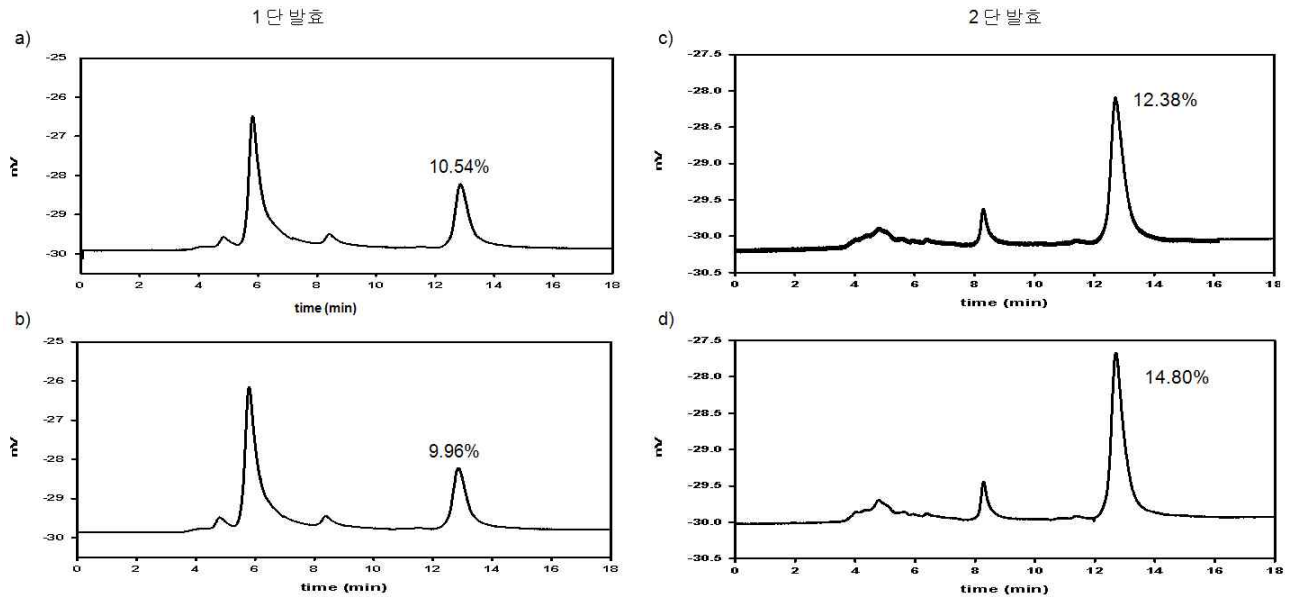 1 단 발효
2 단 발효
a)
-25
-26
-27
-28
-29
-30
mV
10.54%
0 2 4 6 8 10 12 14 16 18
time (min)
c)
-27.5
-28.0
-28.5
-29.0
-29.5
-30.0
-30.5
mV
12.38%
0 2 4 6 8 10 12 14 16 18
time (min)
b)
-25
-26
-27
-28
-29
-30
mV
9.96%
0 2 4 6 8 10 12 14 16 18
time (min)
d)
-27.5
-28.0
-28.5
-29.0
-29.5
-30.0
-30.5
mV
14.80%
0 2 4 6 8 10 12 14 16 18
time (min)